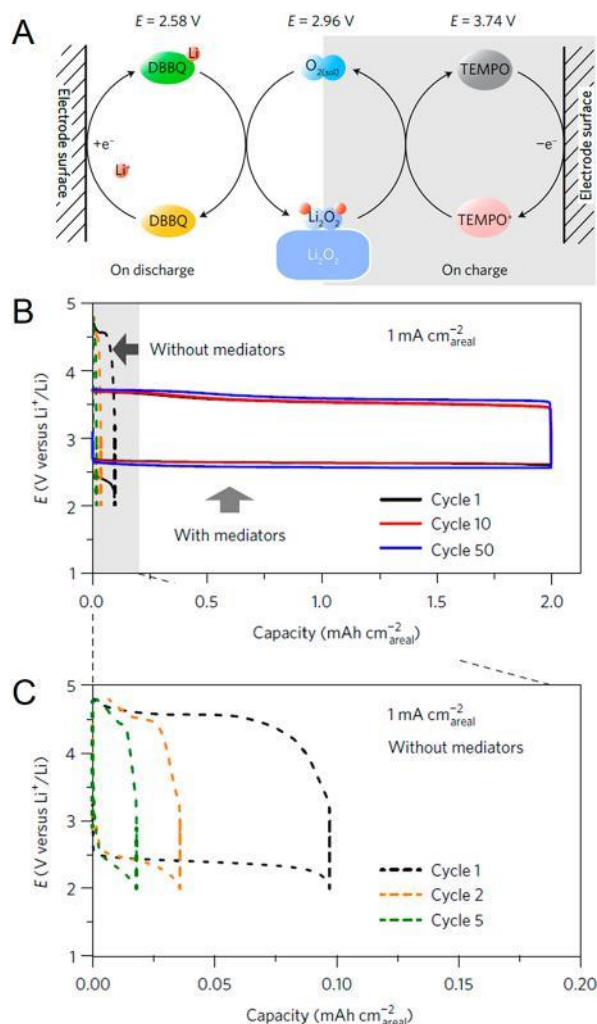 A
E = 2.58 V E = 2.96 V E = 3.74 V
Electrode surface
+e⁻
Li⁺
DBBQ Li
DBBQ
O₂(sol)
Li₂O₂
Li₂O₂
TEMPO
TEMPO⁺
−e⁻
Electrode surface
On discharge
On charge
B
E (V versus Li⁺/Li)
5
4
3
2
1
Without mediators
1 mA cm⁻²areal
With mediators
Cycle 1
Cycle 10
Cycle 50
0.0 0.5 1.0 1.5 2.0
Capacity (mAh cm⁻²areal)
C
E (V versus Li⁺/Li)
5
4
3
2
1
1 mA cm⁻²areal
Without mediators
Cycle 1
Cycle 2
Cycle 5
0.00 0.05 0.10 0.15 0.20
Capacity (mAh cm⁻²areal)